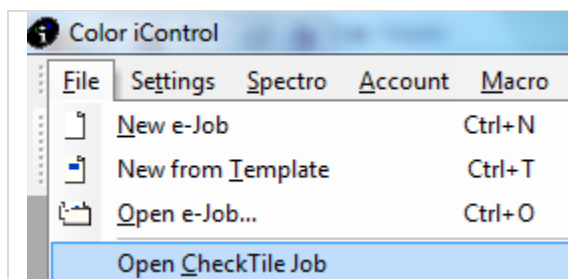 Color iControl
File Settings Spectro Account Macro
New e-Job Ctrl+N
New from Template Ctrl+T
Open e-Job... Ctrl+O
Open CheckTile Job